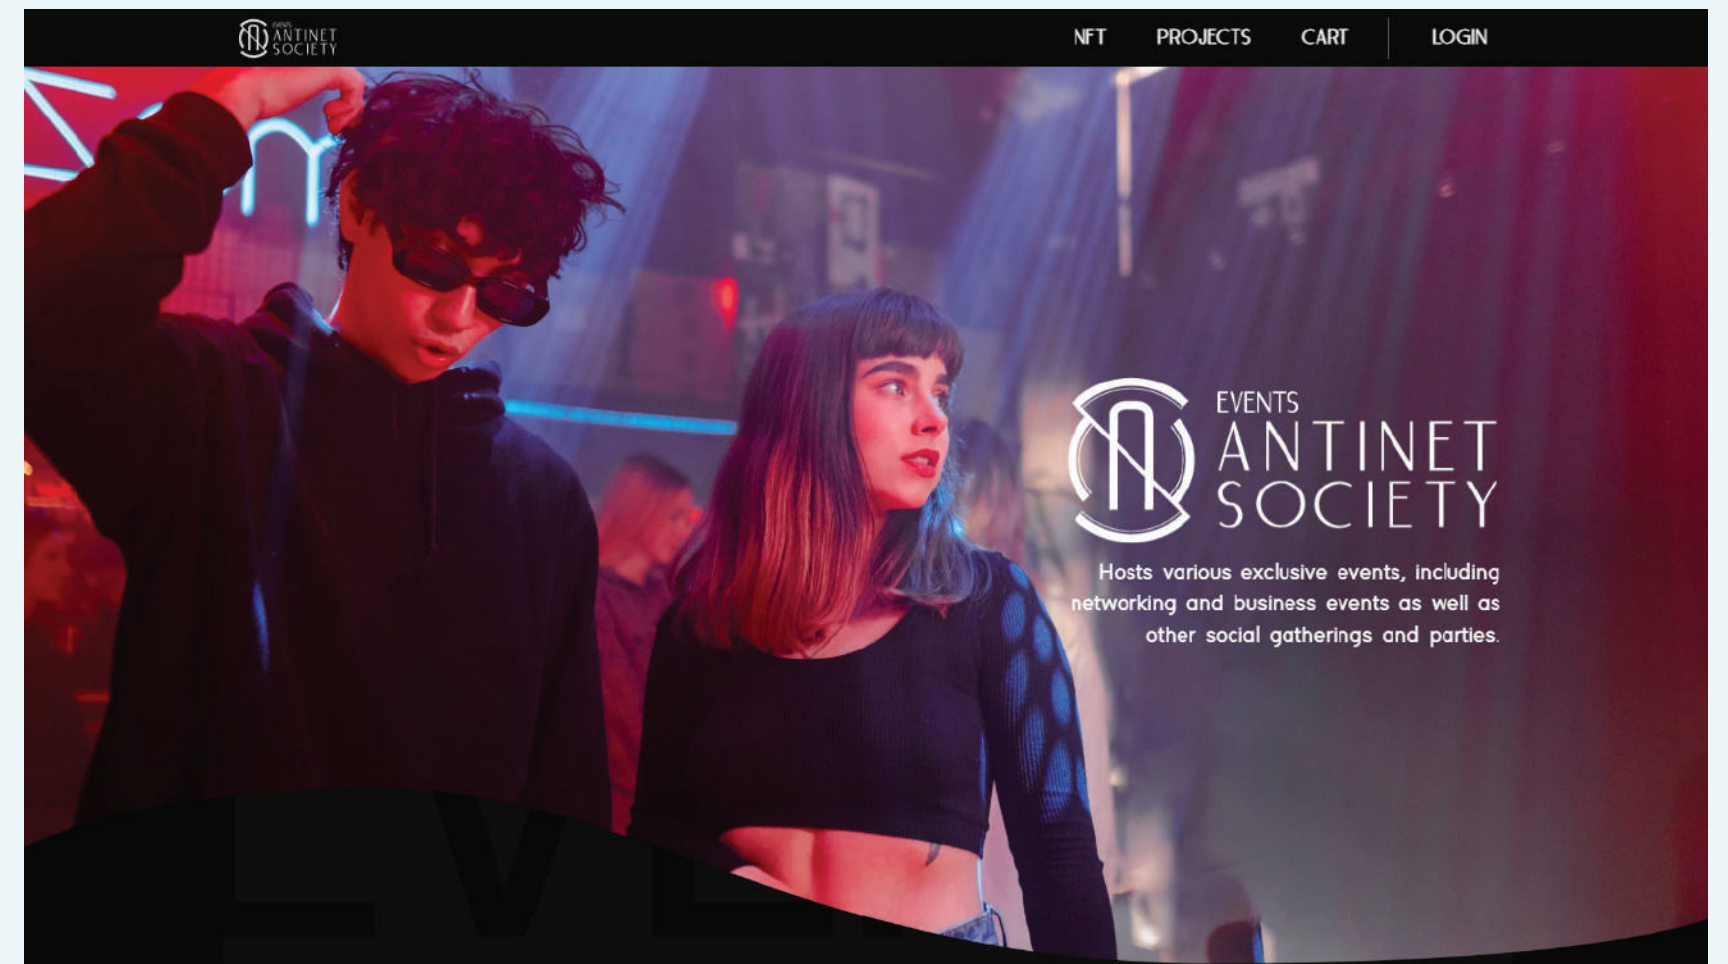 EVENTS
ANTINET
SOCIETY
NFT
PROJECTS
CART
LOGIN
EVENTS
ANTINET
SOCIETY
Hosts various exclusive events, including
networking and business events as well as
other social gatherings and parties.